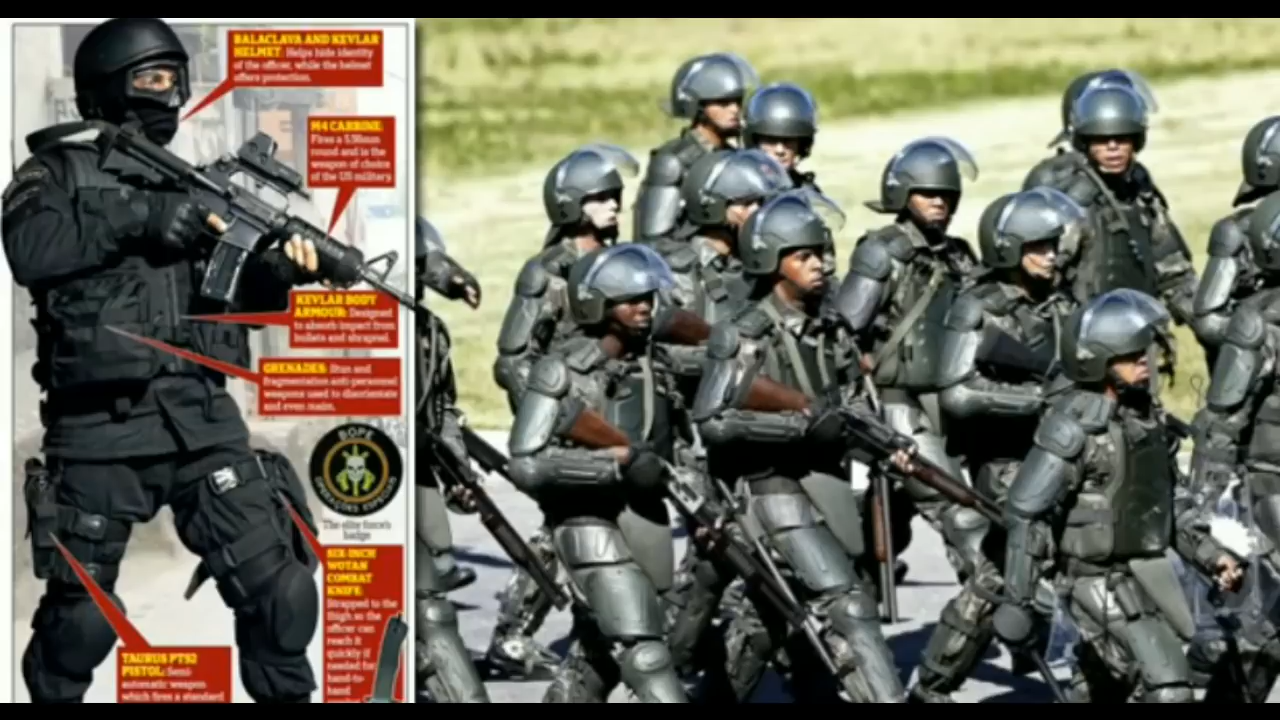 BALACLAVA AND KEVLAR
HELMET: Helps hide identity
of the officer, while the helmet
offers protection.
M4 CARBINE:
Fires a 5.56mm
round and is the
weapon of choice
of the US military.
KEVLAR BODY
ARMOUR: Designed
to absorb impact from
bullets and shrapnel.
GRENADES: Stun and
fragmentation anti-personnel
weapons used to disorientate
and even maim.
BOPE
The elite force's
badge
SIX-INCH
WOTAN
COMBAT
KNIFE:
Strapped to the
thigh so the
officer can
reach it
quickly if
needed for
hand-to-
hand
TAURUS PT92
PISTOL: Semi-
automatic weapon
which fires a standard